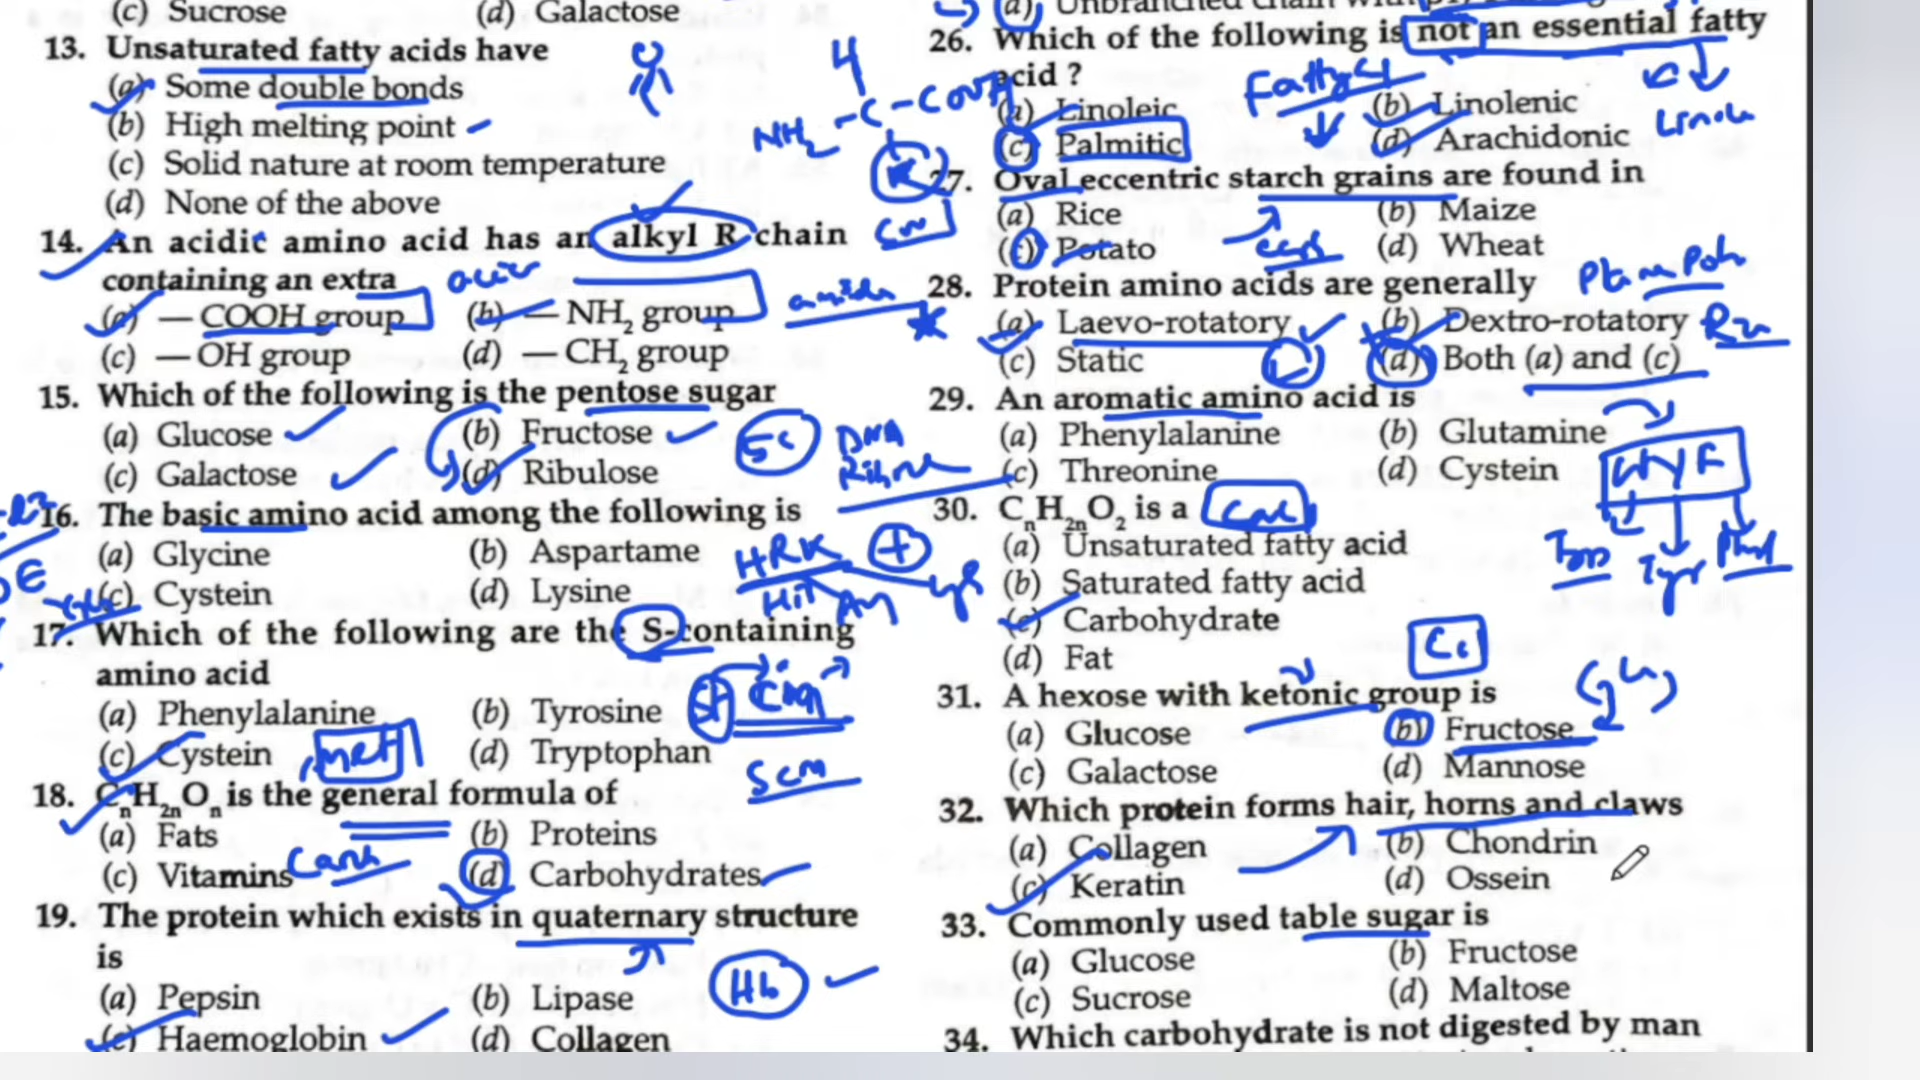 (c) Sucrose (d) Galactose
13. Unsaturated fatty acids have
(a) Some double bonds
(b) High melting point
(c) Solid nature at room temperature
(d) None of the above
14. An acidic amino acid has an alkyl R chain
containing an extra
(a) — COOH group (b) — NH₂ group
(c) — OH group (d) — CH₂ group
15. Which of the following is the pentose sugar
(a) Glucose (b) Fructose
(c) Galactose (d) Ribulose
5C
DNA
16. The basic amino acid among the following is
(a) Glycine (b) Aspartame
(c) Cystein (d) Lysine
HRK
+
17. Which of the following are the S-containing
amino acid
(a) Phenylalanine (b) Tyrosine
(c) Cystein (d) Tryptophan
met
18. CₙH₂ₙOₙ is the general formula of
(a) Fats (b) Proteins
(c) Vitamins (d) Carbohydrates
19. The protein which exists in quaternary structure
is
(a) Pepsin (b) Lipase
(c) Haemoglobin (d) Collagen
Hb
NH₂ -C-COOH
R
26. Which of the following is not an essential fatty
acid ?
(a) Linoleic (b) Linolenic
(c) Palmitic (d) Arachidonic
27. Oval eccentric starch grains are found in
(a) Rice (b) Maize
(c) Potato (d) Wheat
28. Protein amino acids are generally
(a) Laevo-rotatory (b) Dextro-rotatory
(c) Static (d) Both (a) and (c)
29. An aromatic amino acid is
(a) Phenylalanine (b) Glutamine
(c) Threonine (d) Cystein
WYF
30. CₙH₂ₙO₂ is a
(a) Unsaturated fatty acid
(b) Saturated fatty acid
(c) Carbohydrate
(d) Fat
31. A hexose with ketonic group is
(a) Glucose (b) Fructose
(c) Galactose (d) Mannose
32. Which protein forms hair, horns and claws
(a) Collagen (b) Chondrin
(c) Keratin (d) Ossein
33. Commonly used table sugar is
(a) Glucose (b) Fructose
(c) Sucrose (d) Maltose
34. Which carbohydrate is not digested by man